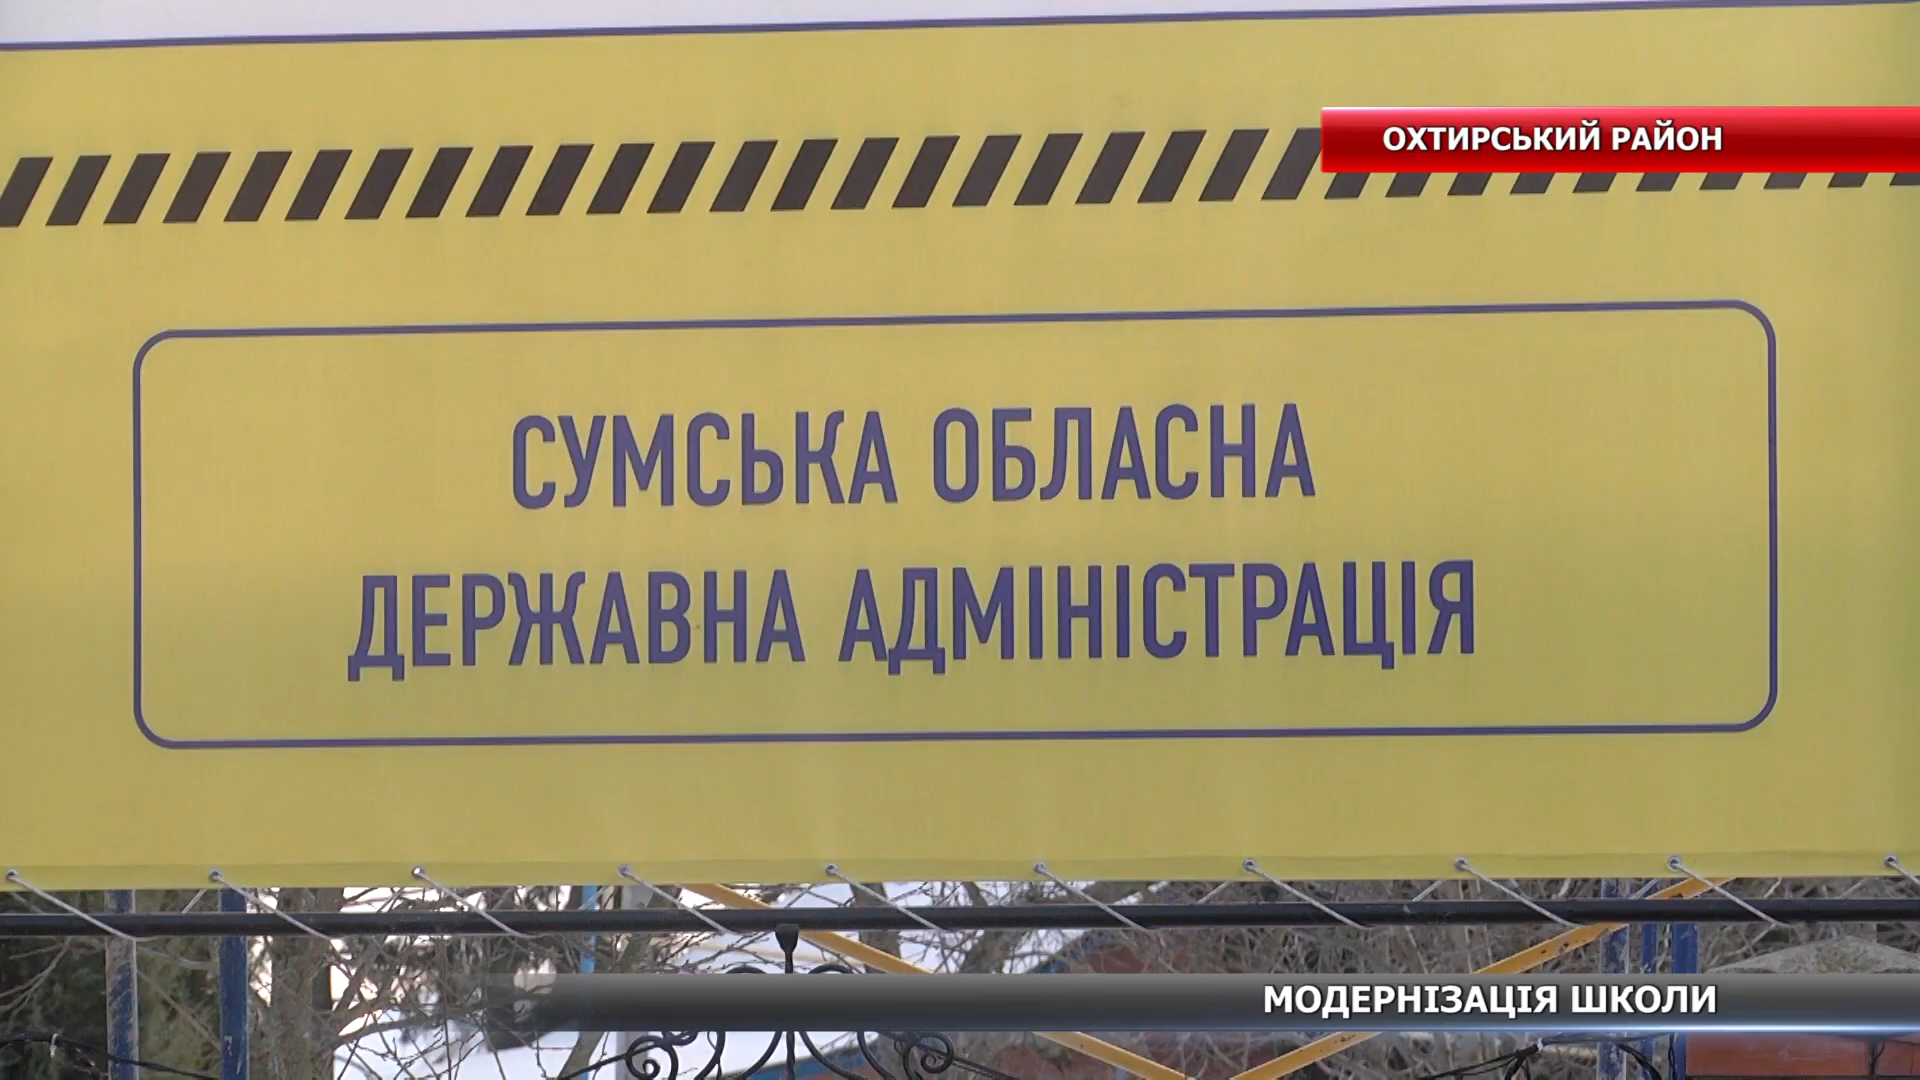 ОХТИРСЬКИЙ РАЙОН
СУМСЬКА ОБЛАСНА
ДЕРЖАВНА АДМІНІСТРАЦІЯ
МОДЕРНІЗАЦІЯ ШКОЛИ